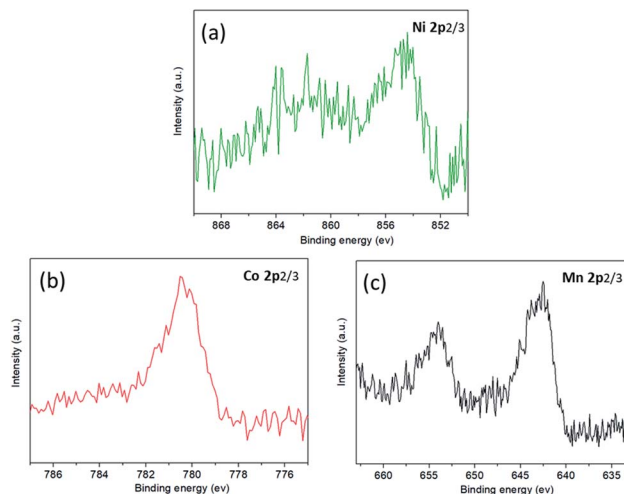 (a)
Ni 2p2/3
Intensity (a.u.)
868 864 860 856 852
Binding energy (ev)
(b)
Co 2p2/3
Intensity (a.u.)
786 784 782 780 778 776
Binding energy (ev)
(c)
Mn 2p2/3
Intensity (a.u.)
660 655 650 645 640 635
Binding energy (ev)